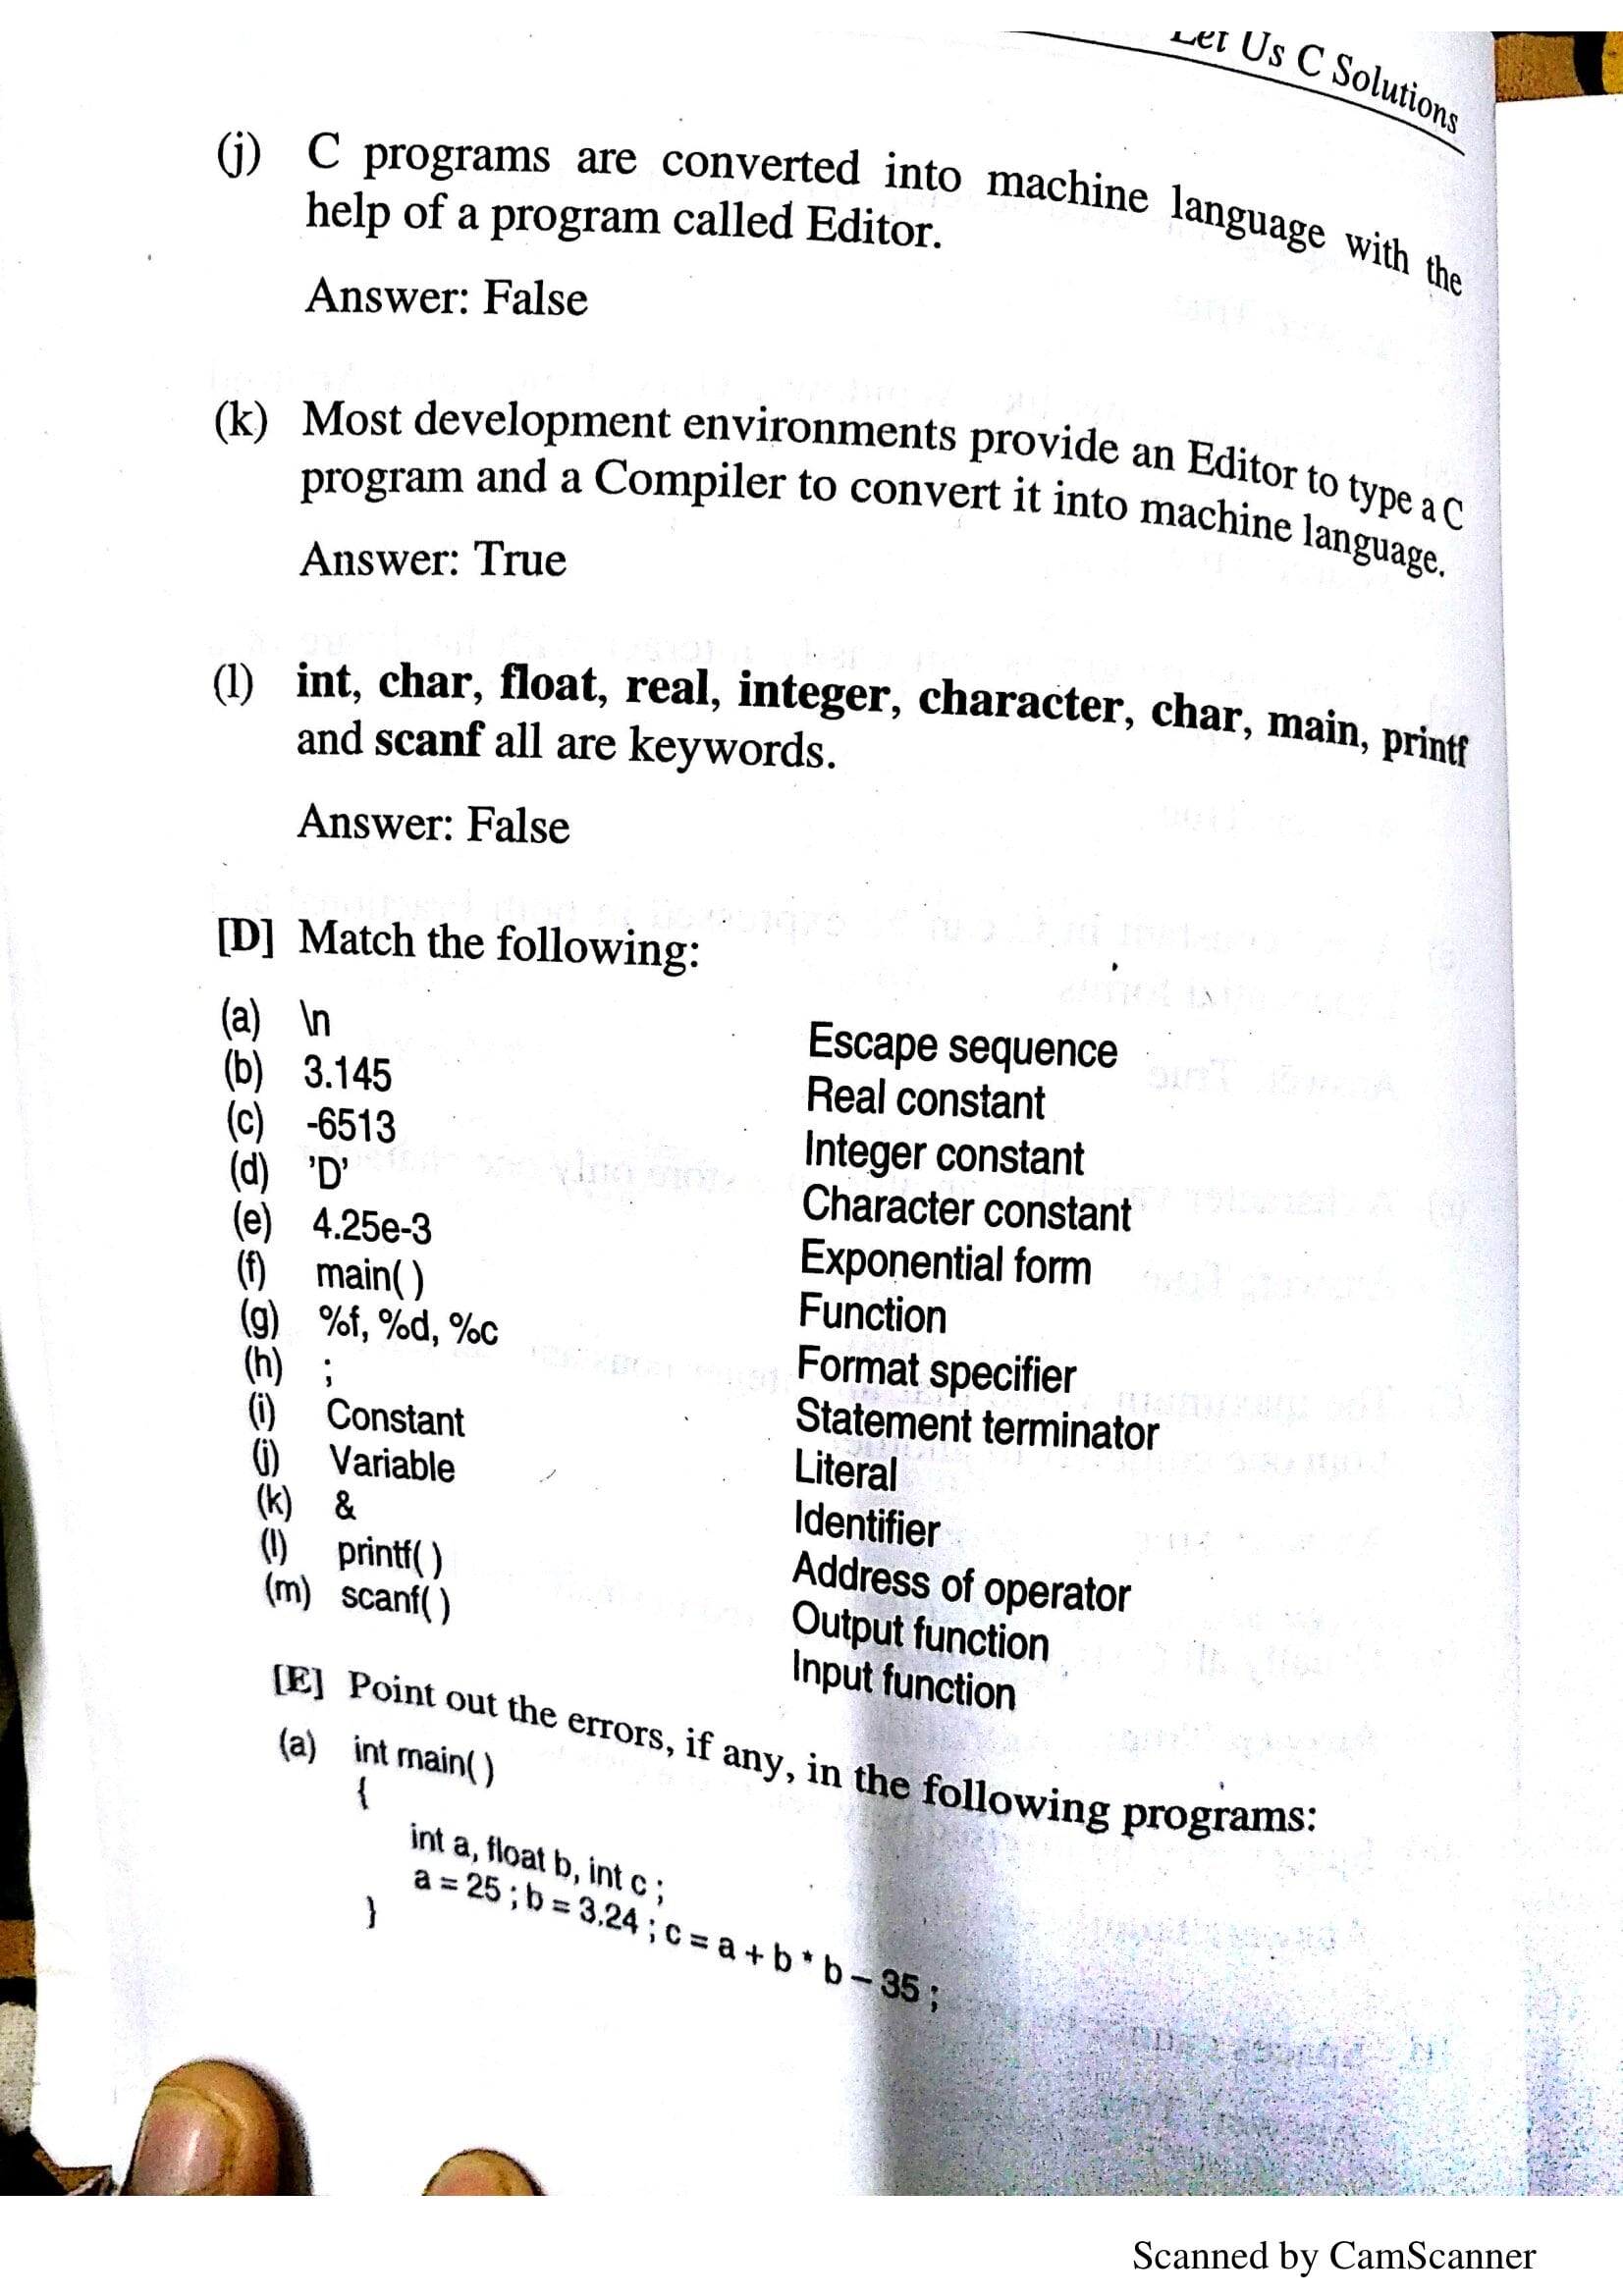 Let Us C Solutions
(j) C programs are converted into machine language with the
help of a program called Editor.
Answer: False
(k) Most development environments provide an Editor to type a C
program and a Compiler to convert it into machine language.
Answer: True
(l) int, char, float, real, integer, character, char, main, printf
and scanf all are keywords.
Answer: False
[D] Match the following:
(a) \n Escape sequence
(b) 3.145 Real constant
(c) -6513 Integer constant
(d) 'D' Character constant
(e) 4.25e-3 Exponential form
(f) main( ) Function
(g) %f, %d, %c Format specifier
(h) ; Statement terminator
(i) Constant Literal
(j) Variable Identifier
(k) & Address of operator
(l) printf( ) Output function
(m) scanf( ) Input function
[E] Point out the errors, if any, in the following programs:
(a) int main( )
{
int a, float b, int c ;
a = 25 ; b = 3.24 ; c = a + b * b – 35 ;
}
Scanned by CamScanner